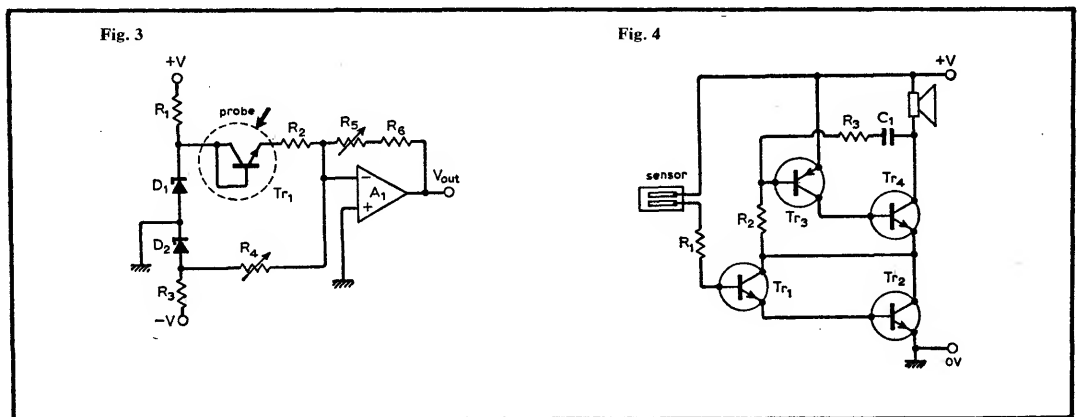 Fig. 3
+V
R1
probe
R2
R5
R6
D1
Tr1
Vout
A1
−
+
D2
R4
R3
−V
Fig. 4
+V
R3
C1
sensor
Tr4
Tr3
R2
R1
Tr1
Tr2
0V